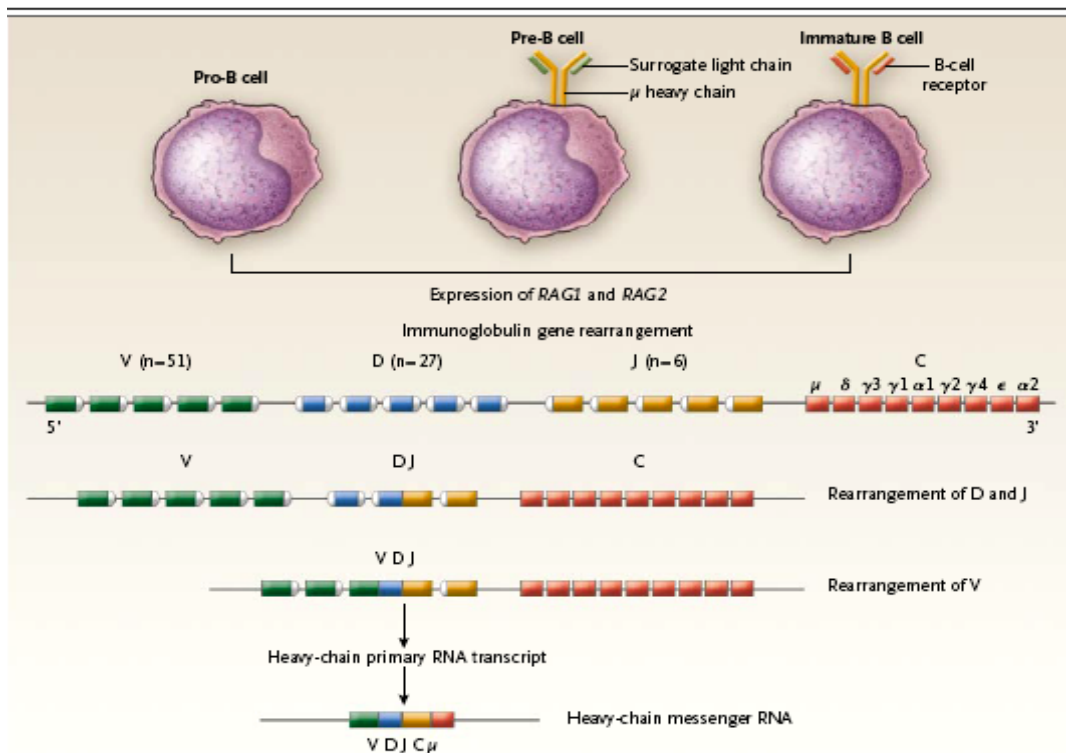 Pro-B cell
Pre-B cell
Surrogate light chain
μ heavy chain
Immature B cell
B-cell
receptor
Expression of RAG1 and RAG2
Immunoglobulin gene rearrangement
V (n=51) D (n=27) J (n=6) C
μ δ γ3 γ1 α1 γ2 γ4 ϵ α2
5' 3'
V D J C
Rearrangement of D and J
V D J
Rearrangement of V
Heavy-chain primary RNA transcript
Heavy-chain messenger RNA
V D J C μ